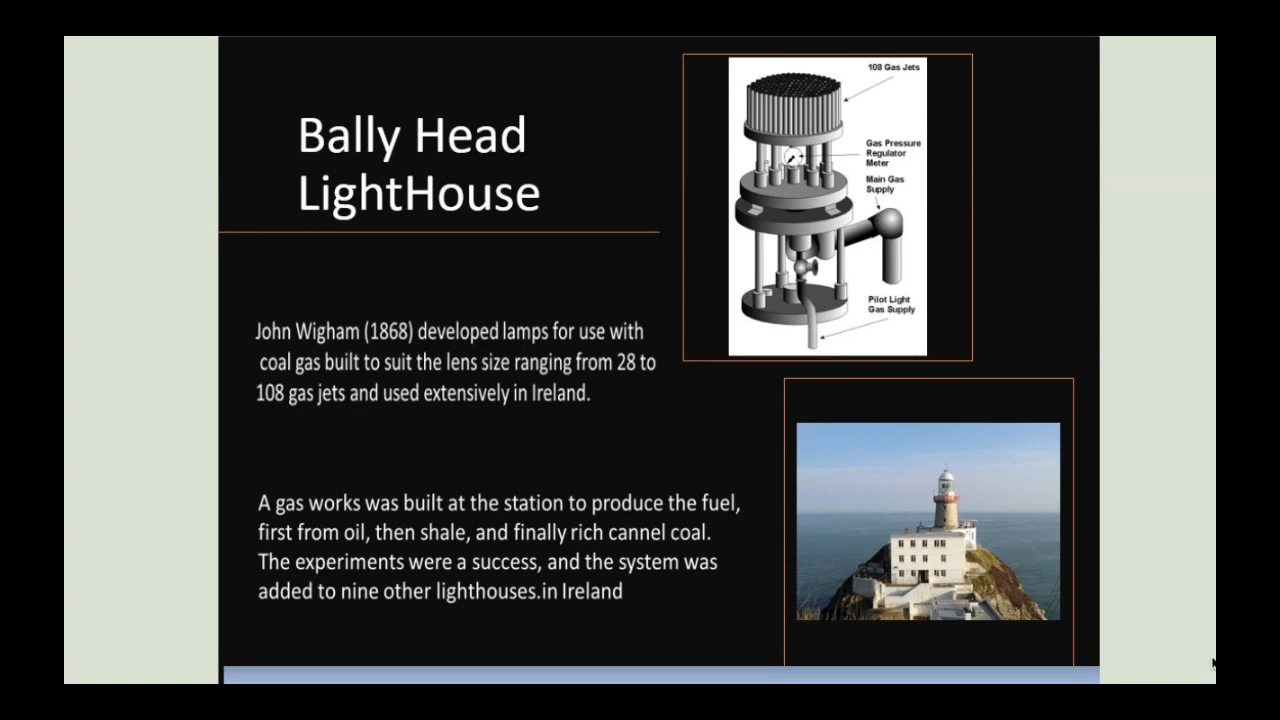 Bally Head
LightHouse
John Wigham (1868) developed lamps for use with
coal gas built to suit the lens size ranging from 28 to
108 gas jets and used extensively in Ireland.
A gas works was built at the station to produce the fuel,
first from oil, then shale, and finally rich cannel coal.
The experiments were a success, and the system was
added to nine other lighthouses.in Ireland
108 Gas Jets
Gas Pressure
Regulator
Meter
Main Gas
Supply
Pilot Light
Gas Supply